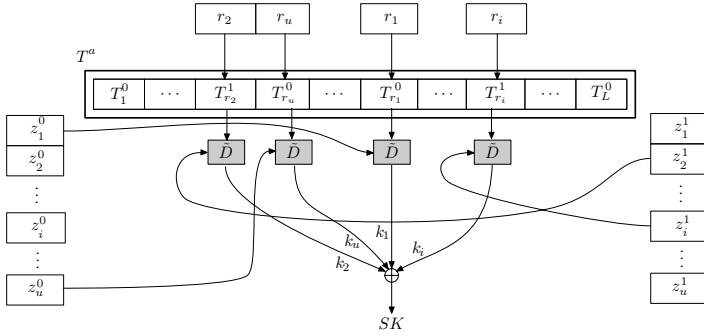 r_2 r_u r_1 r_i
T^a
T_1^0 ⋯ T_{r_2}^1 T_{r_u}^0 ⋯ T_{r_1}^0 ⋯ T_{r_i}^1 ⋯ T_L^0
z_1^0 z_1^1
D̃ D̃ D̃ D̃
z_2^0 z_2^1
⋮ ⋮
z_i^0 z_i^1
k_2 k_u k_1 k_i
⋮ ⋮
z_u^0 z_u^1
SK